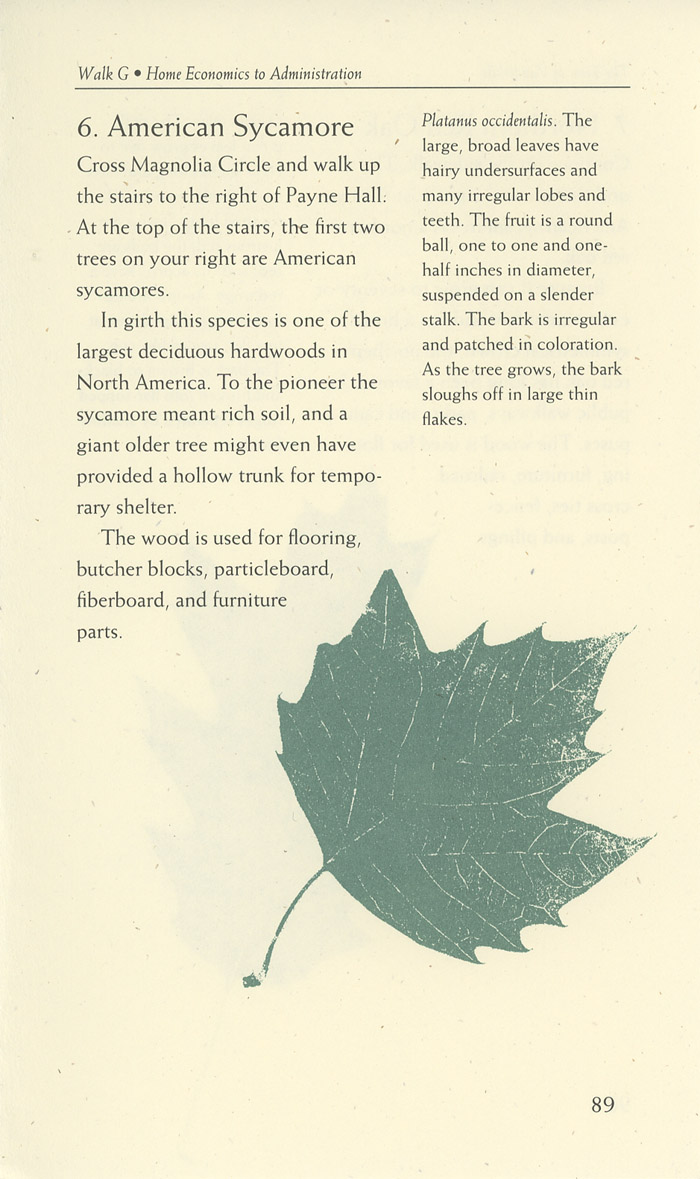 Walk G • Home Economics to Administration
6. American Sycamore
Cross Magnolia Circle and walk up
the stairs to the right of Payne Hall.
At the top of the stairs, the first two
trees on your right are American
sycamores.
In girth this species is one of the
largest deciduous hardwoods in
North America. To the pioneer the
sycamore meant rich soil, and a
giant older tree might even have
provided a hollow trunk for tempo-
rary shelter.
The wood is used for flooring,
butcher blocks, particleboard,
fiberboard, and furniture
parts.
Platanus occidentalis. The
large, broad leaves have
hairy undersurfaces and
many irregular lobes and
teeth. The fruit is a round
ball, one to one and one-
half inches in diameter,
suspended on a slender
stalk. The bark is irregular
and patched in coloration.
As the tree grows, the bark
sloughs off in large thin
flakes.
89